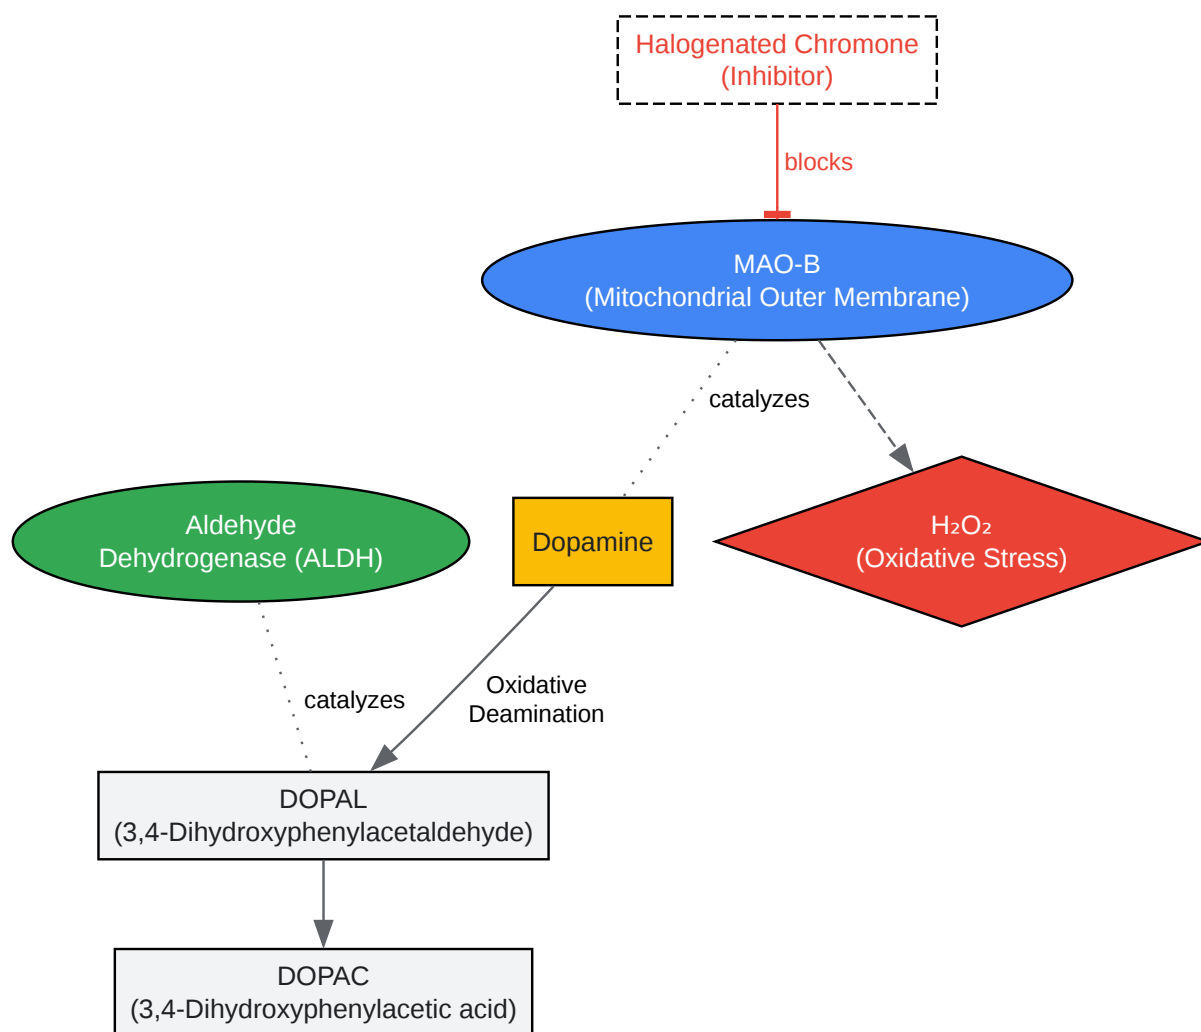 Halogenated Chromone
(Inhibitor)
blocks
MAO-B
(Mitochondrial Outer Membrane)
catalyzes
Aldehyde
Dehydrogenase (ALDH)
Dopamine
H₂O₂
(Oxidative Stress)
catalyzes
Oxidative
Deamination
DOPAL
(3,4-Dihydroxyphenylacetaldehyde)
DOPAC
(3,4-Dihydroxyphenylacetic acid)